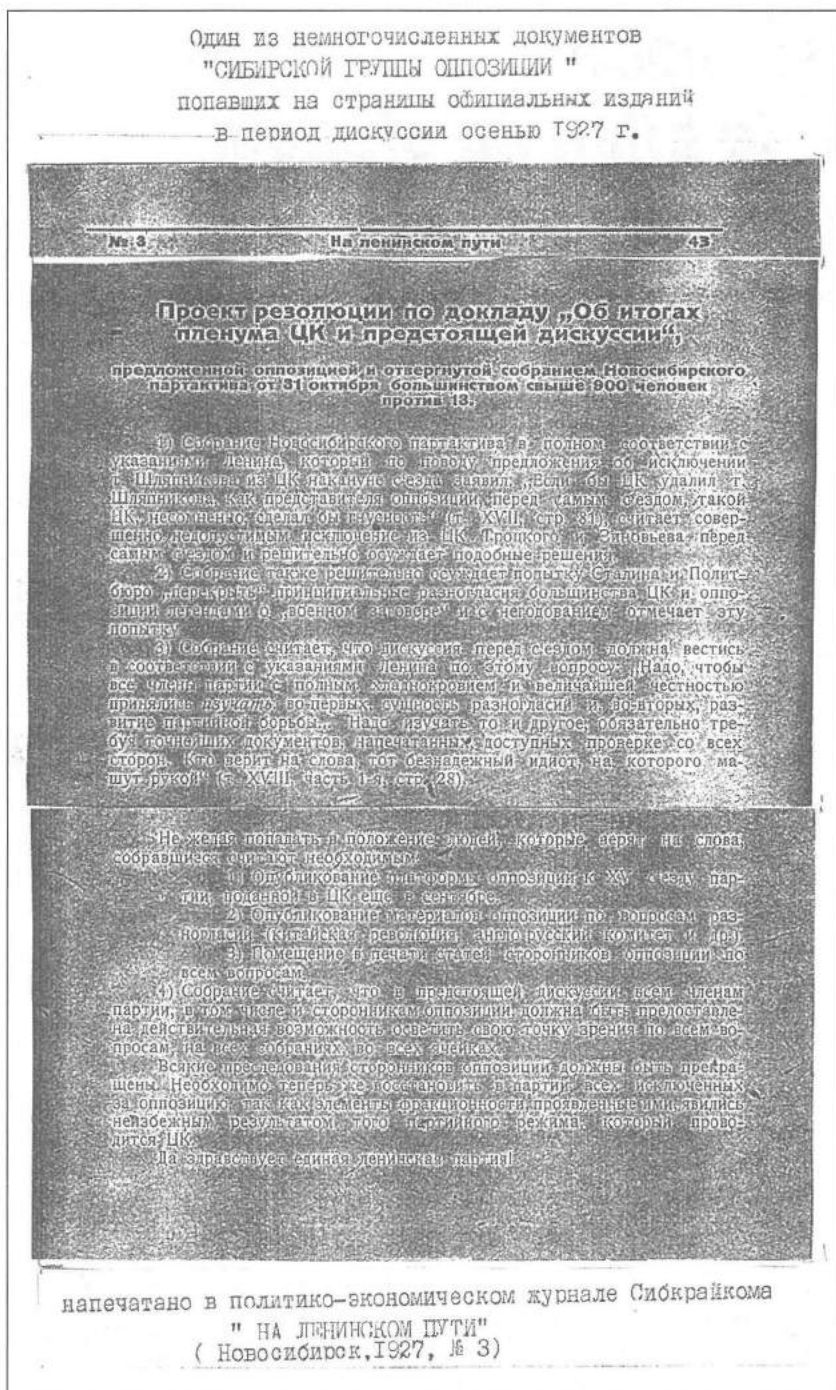 Один из немногочисленных документов
"СИБИРСКОЙ ГРУППЫ ОППОЗИЦИИ "
попавших на страницы официальных изданий
в период дискуссии осенью 1927 г.
№ 3 На ленинском пути 43
Проект резолюции по докладу „Об итогах
пленума ЦК и предстоящей дискуссии“,
предложенной оппозицией и отвергнутой собранием Новосибирского
партактива от 31 октября большинством свыше 900 человек
против 13.
1) Собрание Новосибирского партактива в полном соответствии с
указаниями Ленина, который по поводу предложения об исключении
т. Шляпникова из ЦК накануне с'езда заявил: „Если бы ЦК удалил т.
Шляпникова, как представителя оппозиции, перед самым с'ездом, такой
ЦК, несомненно, сделал бы гнусность“ (т. XVII, стр. 81), считает совер-
шенно недопустимым исключение из ЦК Троцкого и Зиновьева перед
самым с'ездом и решительно осуждает подобные решения.
2) Собрание также решительно осуждает попытку Сталина и Полит-
бюро „перекрыть“ принципиальные разногласия большинства ЦК и оппо-
зиции легендами о „военном заговоре“ и с негодованием отмечает эту
попытку.
3) Собрание считает, что дискуссия перед с'ездом должна вестись
в соответствии с указаниями Ленина по этому вопросу: „Надо, чтобы
все члены партии с полным хладнокровием и величайшей честностью
принялись изучать во-первых, сущность разногласий и, во-вторых, раз-
витие партийной борьбы... Надо изучать то и другое, обязательно тре-
буя точнейших документов, напечатанных, доступных проверке со всех
сторон. Кто верит на слова, тот безнадежный идиот, на которого ма-
шут рукой“ (т. XVIII часть 1-я, стр. 28).
Не желая попадать в положение людей, которые верят на слова,
собравшиеся считают необходимым:
1) Опубликование платформы оппозиции к XV с'езду пар-
тии, поданной в ЦК еще в сентябре.
2) Опубликование материалов оппозиции по вопросам раз-
ногласий (китайская революция, англо-русский комитет и др.)
3) Помещение в печати статей сторонников оппозиции по
всем вопросам.
4) Собрание считает, что в предстоящей дискуссии всем членам
партии, в том числе и сторонникам оппозиции должна быть предоставле-
на действительная возможность осветить свою точку зрения по всем во-
просам, на всех собраниях, во всех ячейках.
Всякие преследования сторонников оппозиции должны быть прекра-
щены. Необходимо теперь же восстановить в партии всех исключенных
за оппозицию, так как элементы фракционности, проявленные ими, явились
неизбежным результатом того партийного режима, который прово-
дится ЦК.
Да здравствует единая ленинская партия!
напечатано в политико-экономическом журнале Сибкрайкома
" НА ЛЕНИНСКОМ ПУТИ"
( Новосибирск,1927, № 3)